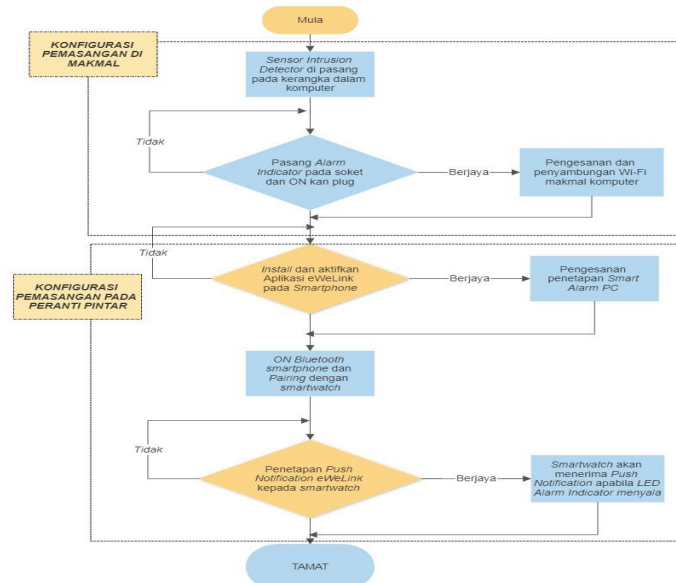 Mula
KONFIGURASI
PEMASANGAN DI
MAKMAL
Sensor Intrusion
Detector di pasang
pada kerangka dalam
komputer
Tidak
Pasang Alarm
Indicator pada soket
dan ON kan plug
Berjaya
Pengesanan dan
penyambungan Wi-Fi
makmal komputer
Tidak
KONFIGURASI
PEMASANGAN PADA
PERANTI PINTAR
Install dan aktifkan
Aplikasi eWeLink
pada Smartphone
Berjaya
Pengesanan
penetapan Smart
Alarm PC
ON Bluetooth
smartphone dan
Pairing dengan
smartwatch
Tidak
Penetapan Push
Notification eWeLink
kepada smartwatch
Berjaya
Smartwatch akan
menerima Push
Notification apabila LED
Alarm Indicator menyala
TAMAT